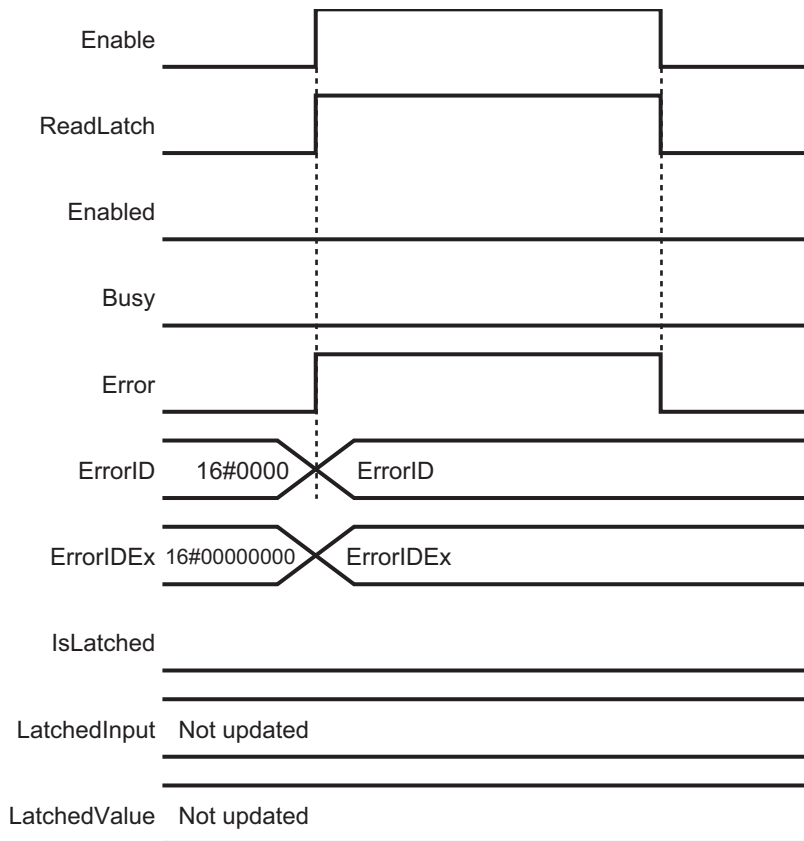 Enable
ReadLatch
Enabled
Busy
Error
ErrorID 16#0000 ErrorID
ErrorIDEx 16#00000000 ErrorIDEx
IsLatched
LatchedInput Not updated
LatchedValue Not updated